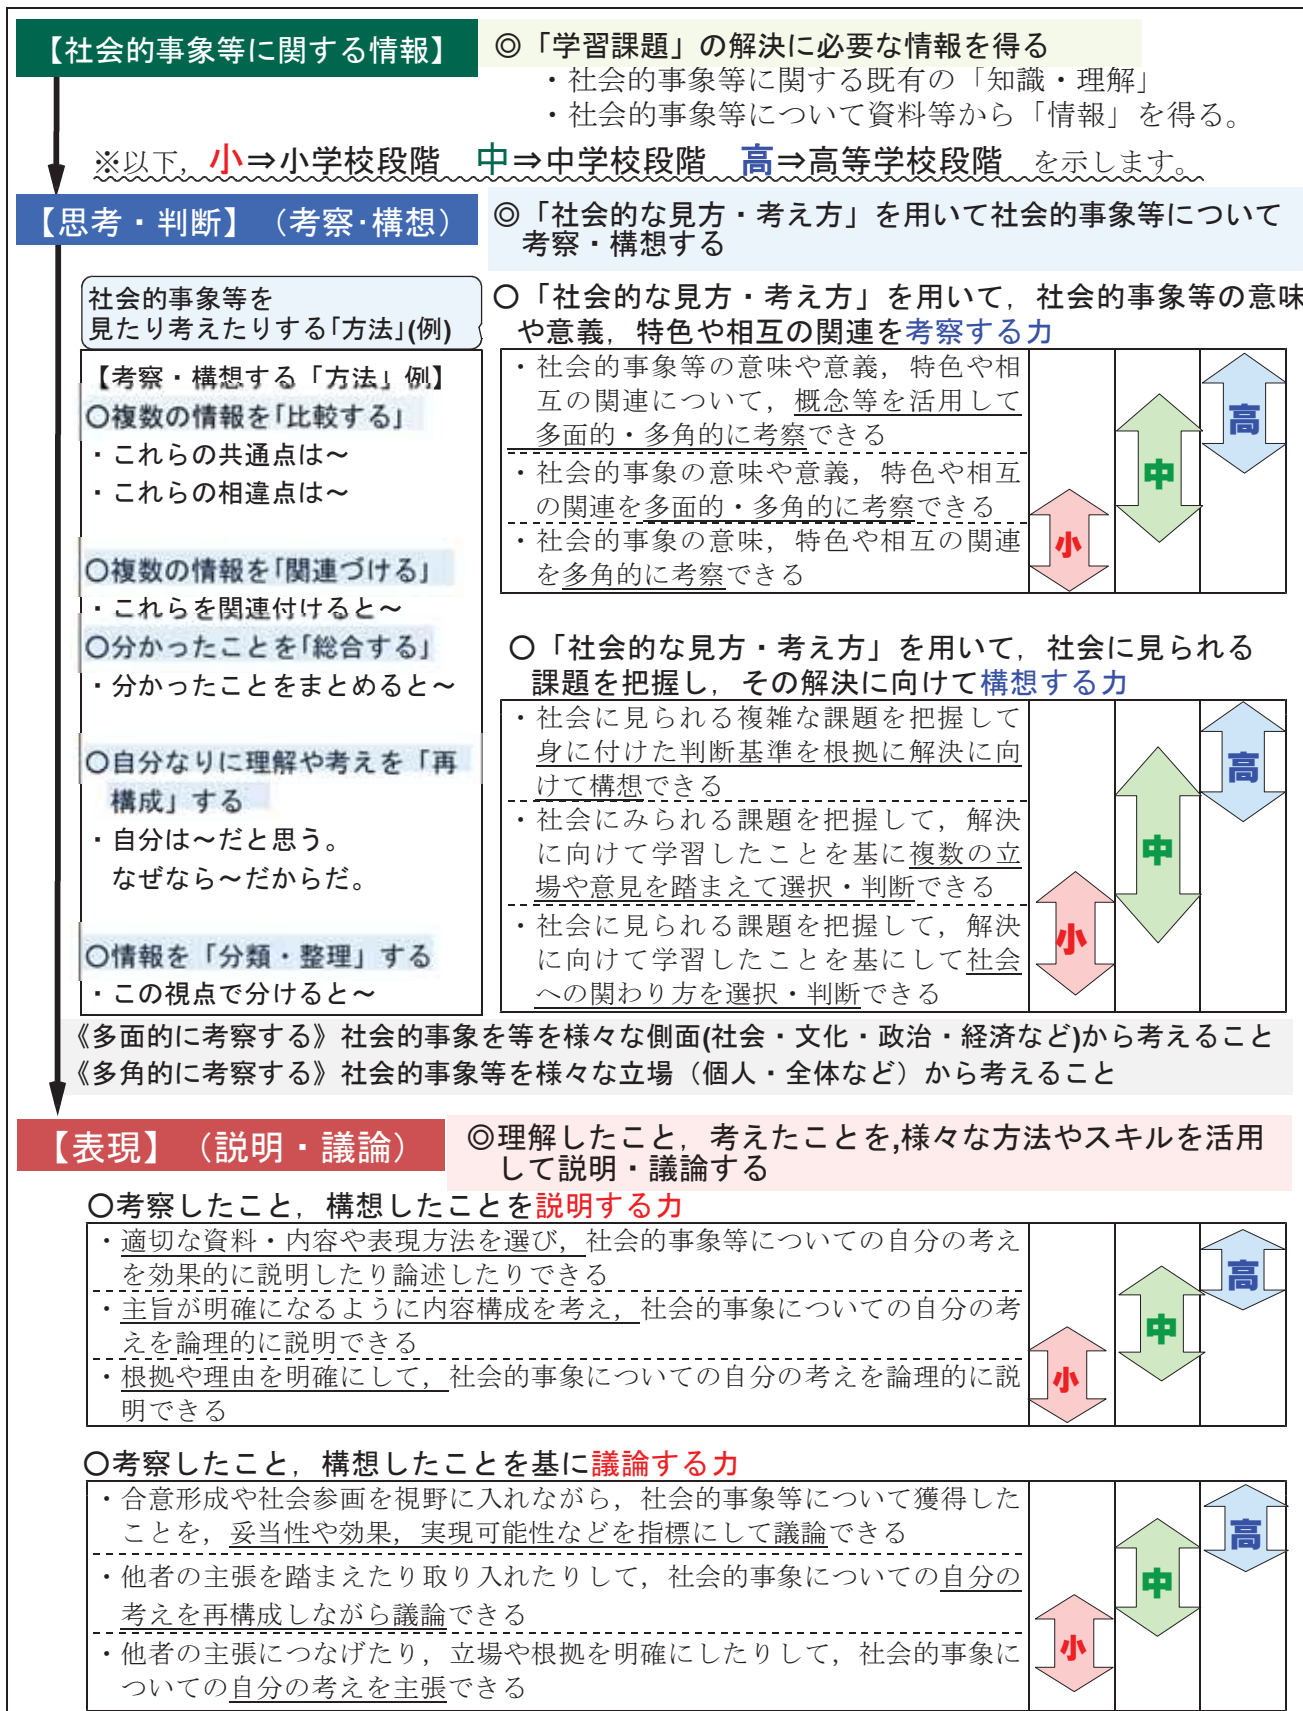 【社会的事象等に関する情報】
◎「学習課題」の解決に必要な情報を得る
・社会的事象等に関する既有の「知識・理解」
・社会的事象等について資料等から「情報」を得る。
※以下，小⇒小学校段階　中⇒中学校段階　高⇒高等学校段階　を示します。
【思考・判断】（考察・構想）
◎「社会的な見方・考え方」を用いて社会的事象等について
考察・構想する
社会的事象等を
見たり考えたりする「方法」(例)
【考察・構想する「方法」例】
〇複数の情報を「比較する」
・これらの共通点は～
・これらの相違点は～
〇複数の情報を「関連づける」
・これらを関連付けると～
〇分かったことを「総合する」
・分かったことをまとめると～
〇自分なりに理解や考えを「再
構成」する
・自分は～だと思う。
なぜなら～だからだ。
〇情報を「分類・整理」する
・この視点で分けると～
〇「社会的な見方・考え方」を用いて，社会的事象等の意味
や意義，特色や相互の関連を考察する力
・社会的事象等の意味や意義，特色や相
互の関連について，概念等を活用して
多面的・多角的に考察できる
・社会的事象の意味や意義，特色や相互
の関連を多面的・多角的に考察できる
・社会的事象の意味，特色や相互の関連
を多角的に考察できる
小
中
高
〇「社会的な見方・考え方」を用いて，社会に見られる
課題を把握し，その解決に向けて構想する力
・社会に見られる複雑な課題を把握して
身に付けた判断基準を根拠に解決に向
けて構想できる
・社会にみられる課題を把握して，解決
に向けて学習したことを基に複数の立
場や意見を踏まえて選択・判断できる
・社会に見られる課題を把握して，解決
に向けて学習したことを基にして社会
への関わり方を選択・判断できる
小
中
高
《多面的に考察する》社会的事象を等を様々な側面(社会・文化・政治・経済など)から考えること
《多角的に考察する》社会的事象等を様々な立場（個人・全体など）から考えること
【表現】（説明・議論）
◎理解したこと，考えたことを,様々な方法やスキルを活用
して説明・議論する
〇考察したこと，構想したことを説明する力
・適切な資料・内容や表現方法を選び，社会的事象等についての自分の考え
を効果的に説明したり論述したりできる
・主旨が明確になるように内容構成を考え，社会的事象についての自分の考
えを論理的に説明できる
・根拠や理由を明確にして，社会的事象についての自分の考えを論理的に説
明できる
小
中
高
〇考察したこと，構想したことを基に議論する力
・合意形成や社会参画を視野に入れながら，社会的事象等について獲得した
ことを，妥当性や効果，実現可能性などを指標にして議論できる
・他者の主張を踏まえたり取り入れたりして，社会的事象についての自分の
考えを再構成しながら議論できる
・他者の主張につなげたり，立場や根拠を明確にしたりして，社会的事象に
ついての自分の考えを主張できる
小
中
高